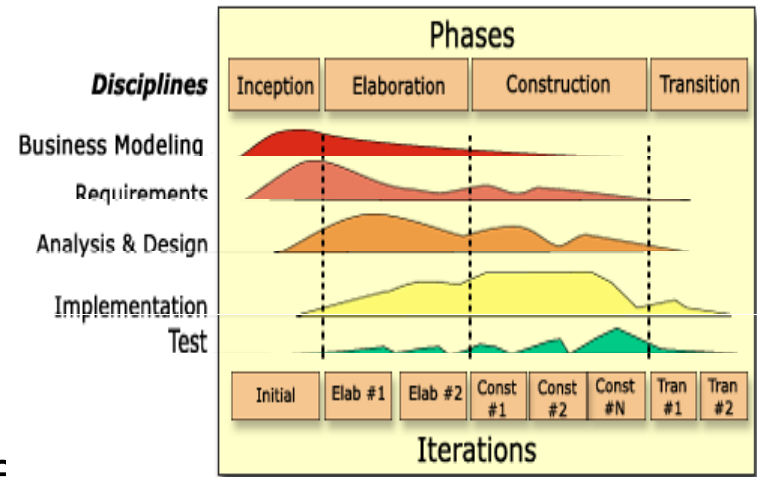 Phases
Disciplines Inception Elaboration Construction Transition
Business Modeling
Requirements
Analysis & Design
Implementation
Test
Initial Elab #1 Elab #2 Const #1 Const #2 Const #N Tran #1 Tran #2
Iterations